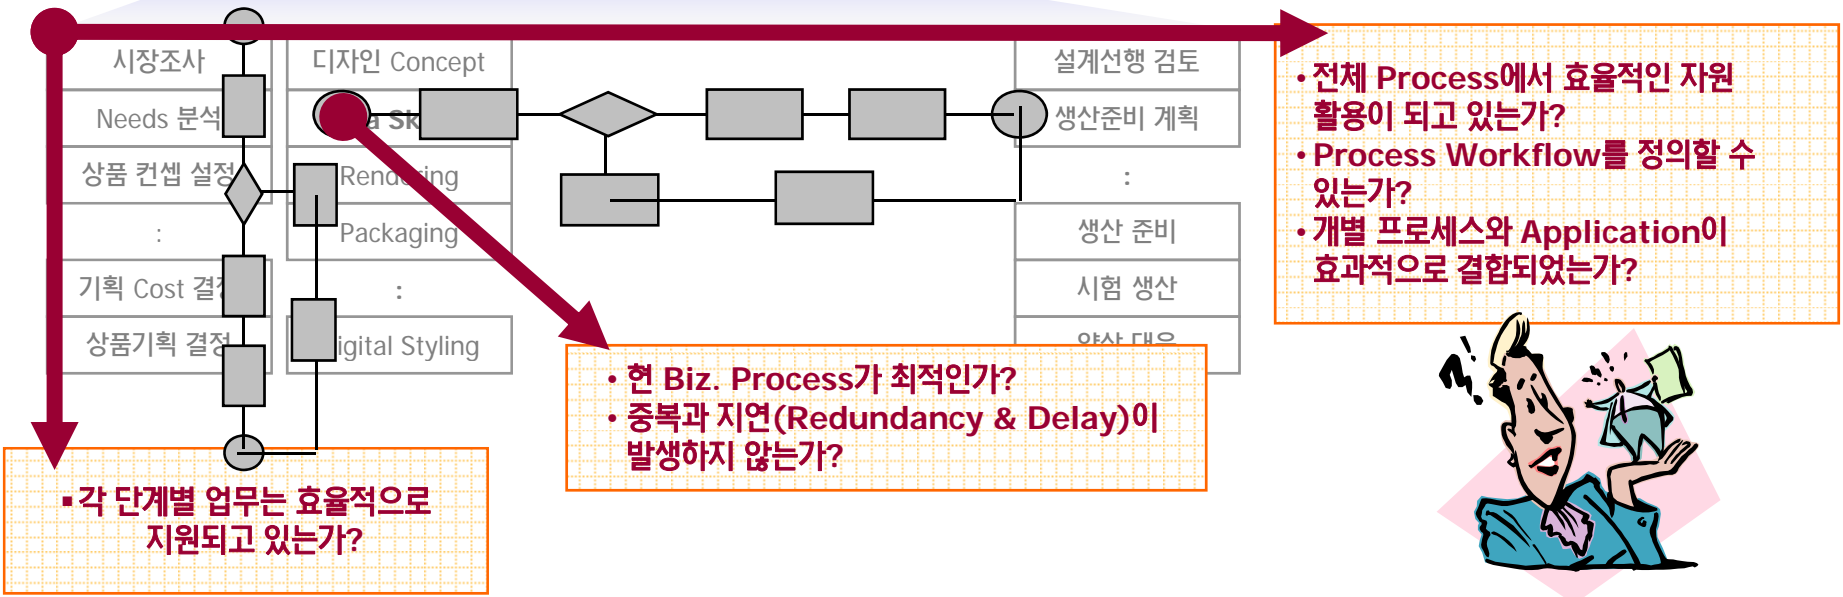 시장조사
Needs 분석
상품 컨셉 설정
:
기획 Cost
상품기획 결정
디자인 Concept
Rendering
Packaging
:
Digital Styling
설계선행 검토
생산준비 계획
:
생산 준비
시험 생산
• 전체 Process에서 효율적인 자원
활용이 되고 있는가?
• Process Workflow를 정의할 수
있는가?
• 개별 프로세스와 Application이
효과적으로 결합되었는가?
• 현 Biz. Process가 최적인가?
• 중복과 지연(Redundancy & Delay)이
발생하지 않는가?
▪ 각 단계별 업무는 효율적으로
지원되고 있는가?